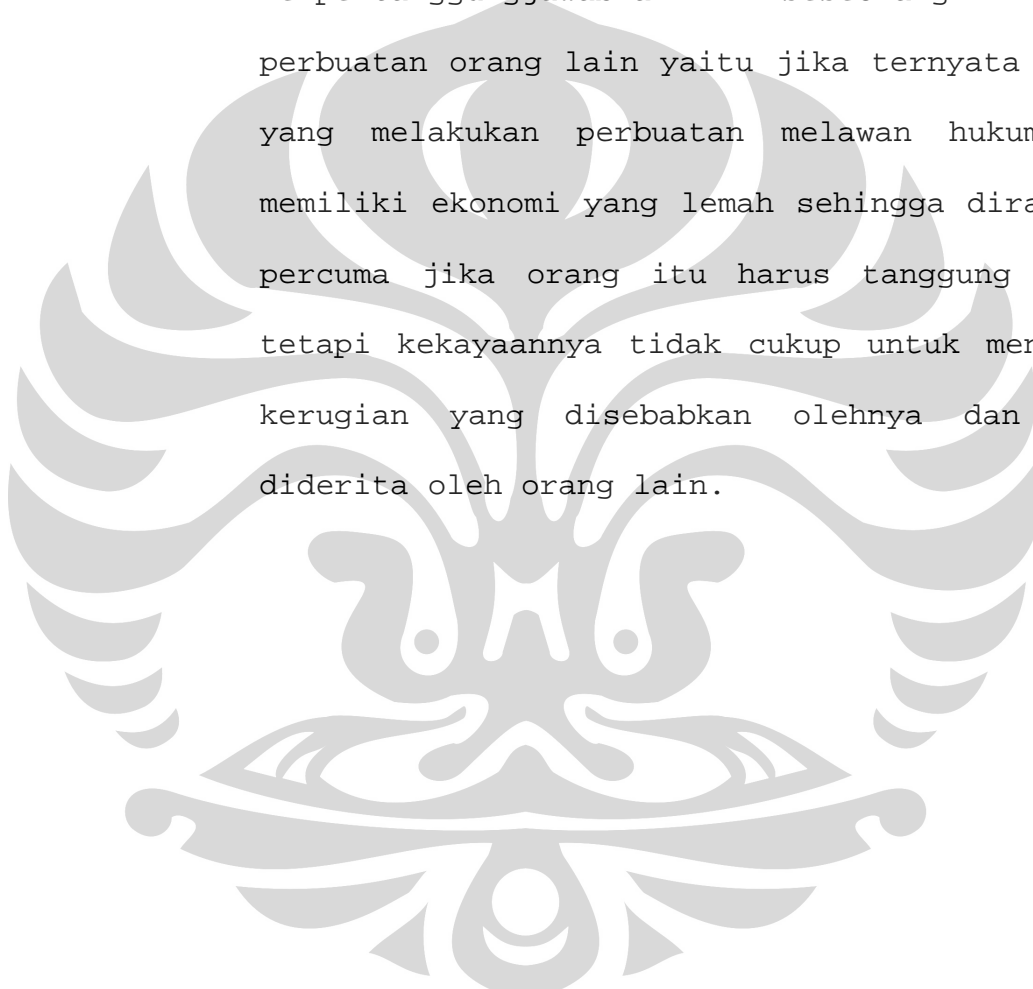 perbuatan orang lain yaitu jika ternyata
yang melakukan perbuatan melawan hukum
memiliki ekonomi yang lemah sehingga dira
percuma jika orang itu harus tanggung
tetapi kekayaannya tidak cukup untuk men
kerugian yang disebabkan olehnya dan
diderita oleh orang lain.